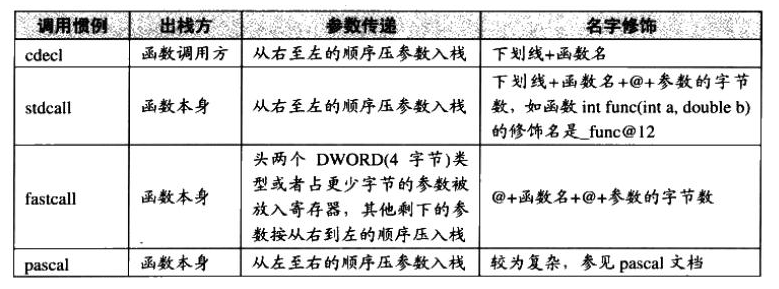 调用惯例 出栈方 参数传递 名字修饰
cdecl 函数调用方 从右至左的顺序压参数入栈 下划线+函数名
stdcall 函数本身 从右至左的顺序压参数入栈 下划线+函数名+@+参数的字节
数，如函数 int func(int a, double b)
的修饰名是_func@12
fastcall 函数本身 头两个 DWORD(4 字节)类
型或者占更少字节的参数被
放入寄存器，其他剩下的参
数按从右到左的顺序压入栈
@+函数名+@+参数的字节数
pascal 函数本身 从左至右的顺序压参数入栈 较为复杂，参见 pascal 文档